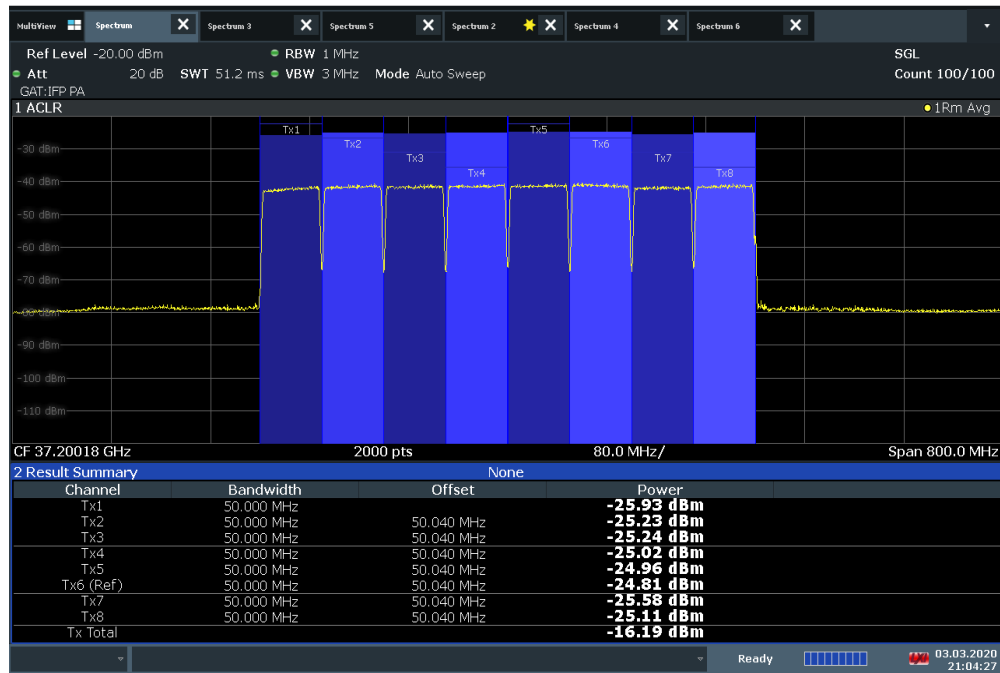 MultiView Spectrum Spectrum 3 Spectrum 5 Spectrum 2 Spectrum 4 Spectrum 6
Ref Level -20.00 dBm RBW 1 MHz SGL
Att 20 dB SWT 51.2 ms VBW 3 MHz Mode Auto Sweep Count 100/100
GAT:IFP PA
1 ACLR 1Rm Avg
Tx1 Tx5
Tx2 Tx6
-30 dBm
Tx3 Tx7
Tx4 Tx8
-40 dBm
-50 dBm
-60 dBm
-70 dBm
-80 dBm
-90 dBm
-100 dBm
-110 dBm
CF 37.20018 GHz 2000 pts 80.0 MHz/ Span 800.0 MHz
2 Result Summary None
Channel Bandwidth Offset Power
Tx1 50.000 MHz -25.93 dBm
Tx2 50.000 MHz 50.040 MHz -25.23 dBm
Tx3 50.000 MHz 50.040 MHz -25.24 dBm
Tx4 50.000 MHz 50.040 MHz -25.02 dBm
Tx5 50.000 MHz 50.040 MHz -24.96 dBm
Tx6 (Ref) 50.000 MHz 50.040 MHz -24.81 dBm
Tx7 50.000 MHz 50.040 MHz -25.58 dBm
Tx8 50.000 MHz 50.040 MHz -25.11 dBm
Tx Total -16.19 dBm
Ready 03.03.2020
21:04:27